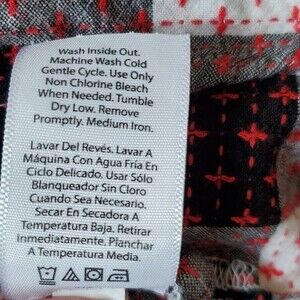 Wash Inside Out.
Machine Wash Cold
Gentle Cycle. Use Only
Non Chlorine Bleach
When Needed. Tumble
Dry Low. Remove
Promptly. Medium Iron.
Lavar Del Revés. Lavar A
Máquina Con Agua Fría En
Ciclo Delicado. Usar Sólo
Blanqueador Sin Cloro
Cuando Sea Necesario.
Secar En Secadora A
Temperatura Baja. Retirar
Inmediatamente. Planchar
A Temperatura Media.